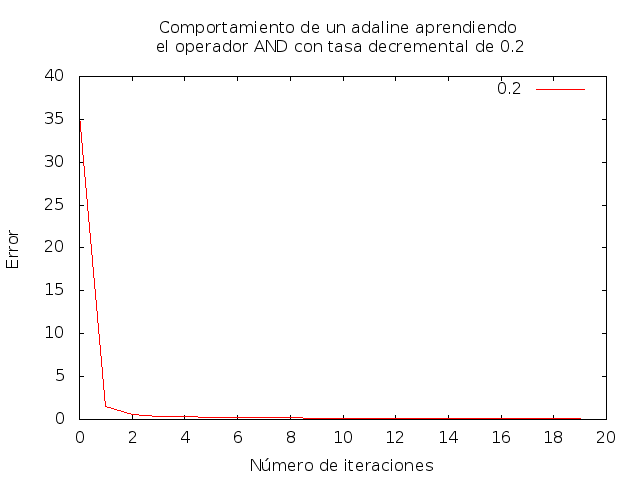 Comportamiento de un adaline aprendiendo
el operador AND con tasa decremental de 0.2
40
35
30
25
20
15
10
5
0
0.2
Error
0 2 4 6 8 10 12 14 16 18 20
Número de iteraciones